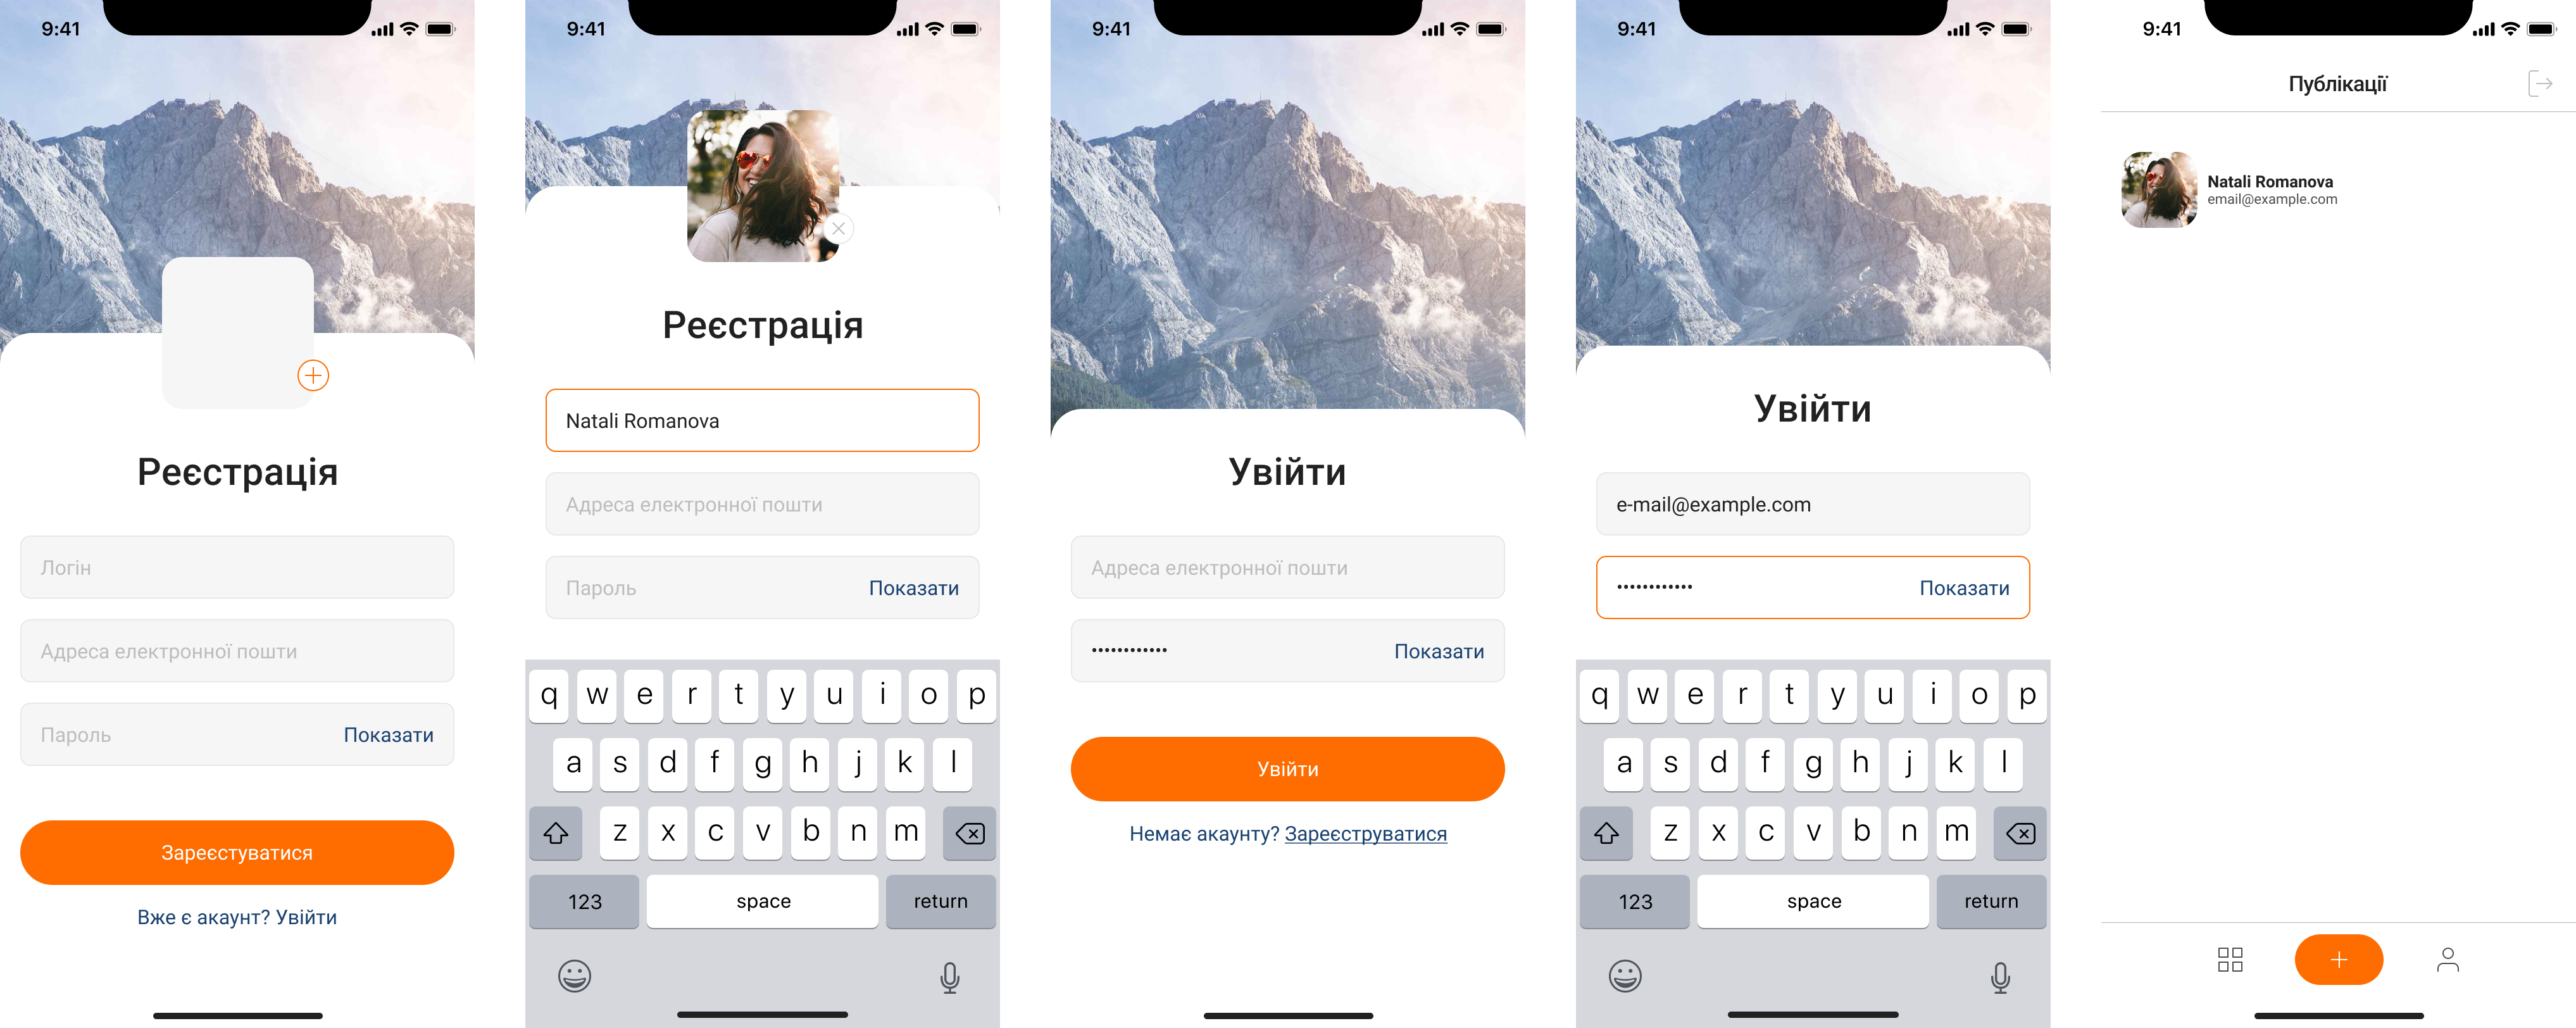 9:41
Реєстрація
Логін
Адреса електронної пошти
Пароль Показати
Зареєстуватися
Вже є акаунт? Увійти
9:41
Реєстрація
Natali Romanova
Адреса електронної пошти
Пароль Показати
q w e r t y u i o p
a s d f g h j k l
z x c v b n m
123 space return
9:41
Увійти
Адреса електронної пошти
•••••••••••• Показати
Увійти
Немає акаунту? Зареєструватися
9:41
Увійти
e-mail@example.com
•••••••••••• Показати
q w e r t y u i o p
a s d f g h j k l
z x c v b n m
123 space return
9:41
Публікації
Natali Romanova
email@example.com